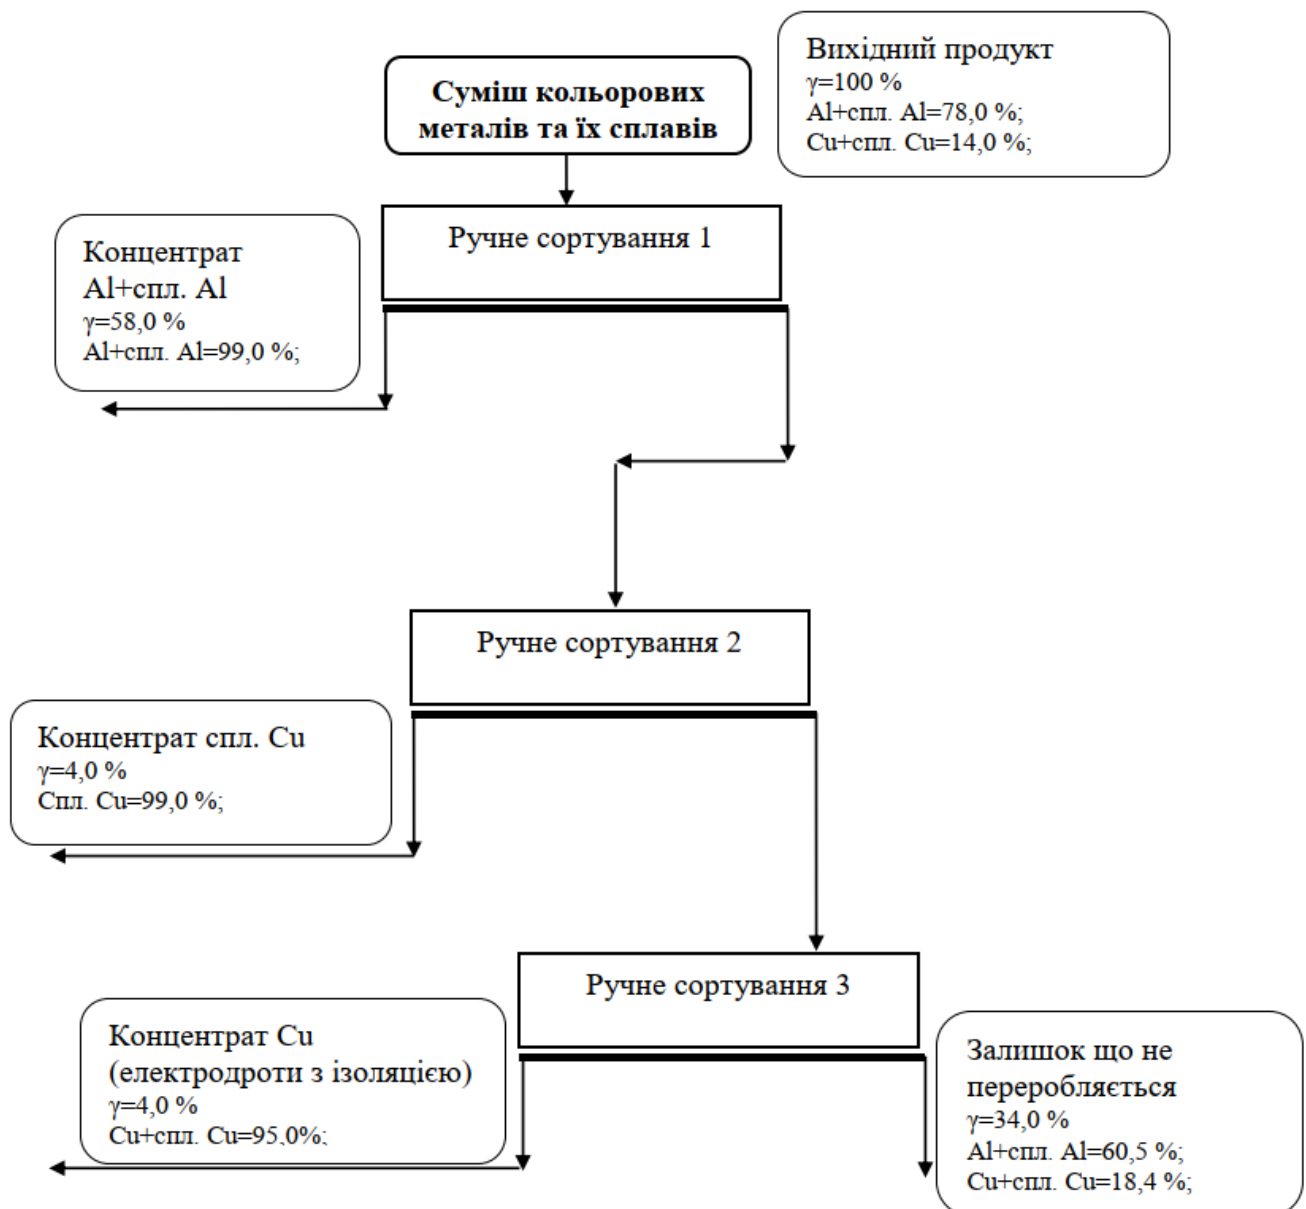 Суміш кольорових
металів та їх сплавів
Вихідний продукт
γ=100 %
Al+спл. Al=78,0 %;
Cu+спл. Cu=14,0 %;
Ручне сортування 1
Концентрат
Al+спл. Al
γ=58,0 %
Al+спл. Al=99,0 %;
Ручне сортування 2
Концентрат спл. Cu
γ=4,0 %
Спл. Cu=99,0 %;
Ручне сортування 3
Концентрат Cu
(електродроти з ізоляцією)
γ=4,0 %
Cu+спл. Cu=95,0%;
Залишок що не
переробляється
γ=34,0 %
Al+спл. Al=60,5 %;
Cu+спл. Cu=18,4 %;